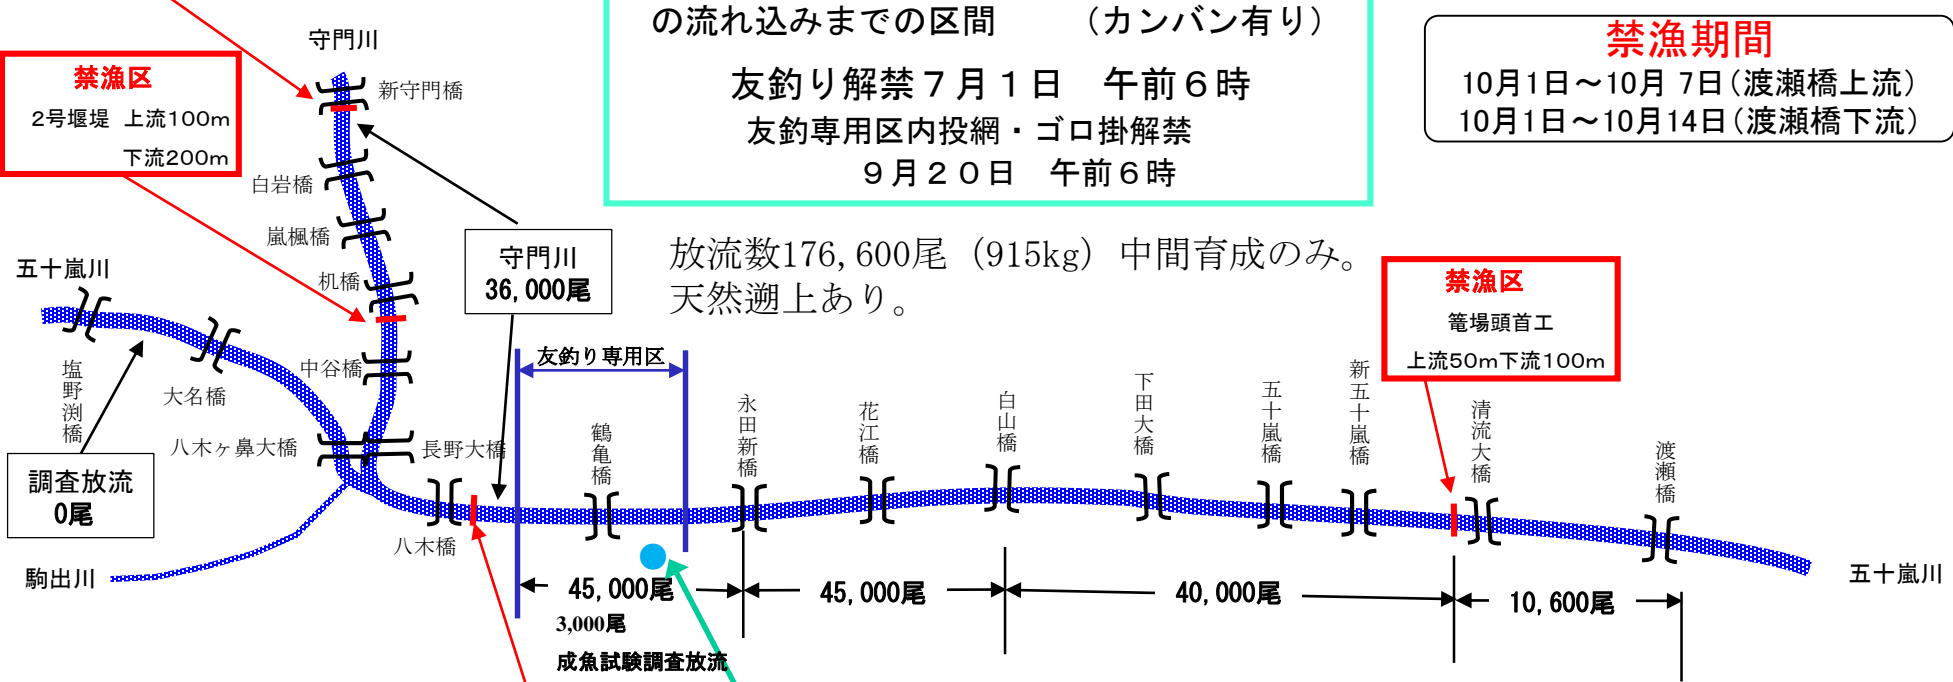 の流れ込みまでの区間　　（カンバン有り）
友釣り解禁７月１日　午前６時
友釣専用区内投網・ゴロ掛解禁
９月２０日　午前６時
禁漁期間
10月1日～10月 7日（渡瀬橋上流）
10月1日～10月14日（渡瀬橋下流）
守門川
禁漁区
2号堰堤 上流100m
下流200m
新守門橋
白岩橋
嵐楓橋
机橋
中谷橋
守門川
36,000尾
放流数176,600尾（915kg）中間育成のみ。
天然遡上あり。
禁漁区
篭場頭首工
上流50m下流100m
五十嵐川
塩野渕橋
大名橋
八木ヶ鼻大橋
長野大橋
調査放流
0尾
駒出川
八木橋
友釣り専用区
鶴亀橋
永田新橋
花江橋
白山橋
下田大橋
五十嵐橋
新五十嵐橋
清流大橋
渡瀬橋
五十嵐川
45,000尾
45,000尾
40,000尾
10,600尾
3,000尾
成魚試験調査放流